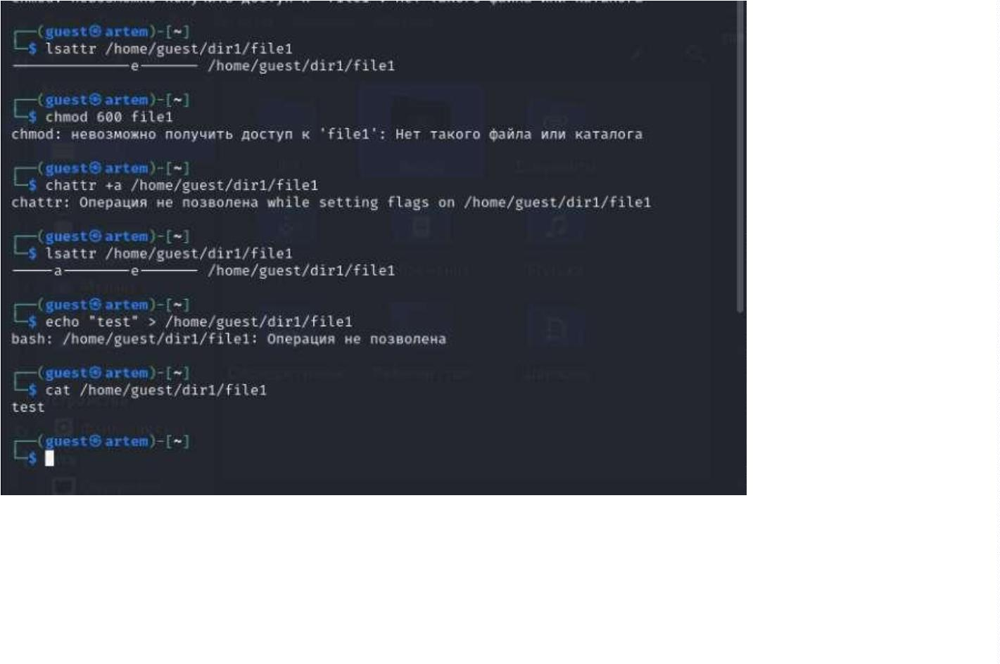 chmod: невозможно получить доступ к 'file1': Нет такого файла или каталога
┌──(guest㉿artem)-[~]
└─$ lsattr /home/guest/dir1/file1
--------------e------- /home/guest/dir1/file1
┌──(guest㉿artem)-[~]
└─$ chmod 600 file1
chmod: невозможно получить доступ к 'file1': Нет такого файла или каталога
┌──(guest㉿artem)-[~]
└─$ chattr +a /home/guest/dir1/file1
chattr: Операция не позволена while setting flags on /home/guest/dir1/file1
┌──(guest㉿artem)-[~]
└─$ lsattr /home/guest/dir1/file1
-----a--------e------- /home/guest/dir1/file1
┌──(guest㉿artem)-[~]
└─$ echo "test" > /home/guest/dir1/file1
bash: /home/guest/dir1/file1: Операция не позволена
┌──(guest㉿artem)-[~]
└─$ cat /home/guest/dir1/file1
test
┌──(guest㉿artem)-[~]
└─$